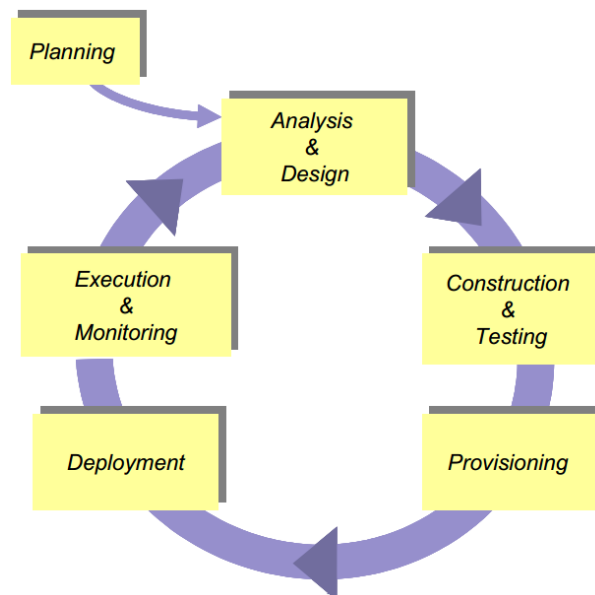 Planning
Analysis
&
Design
Execution
&
Monitoring
Construction
&
Testing
Deployment
Provisioning